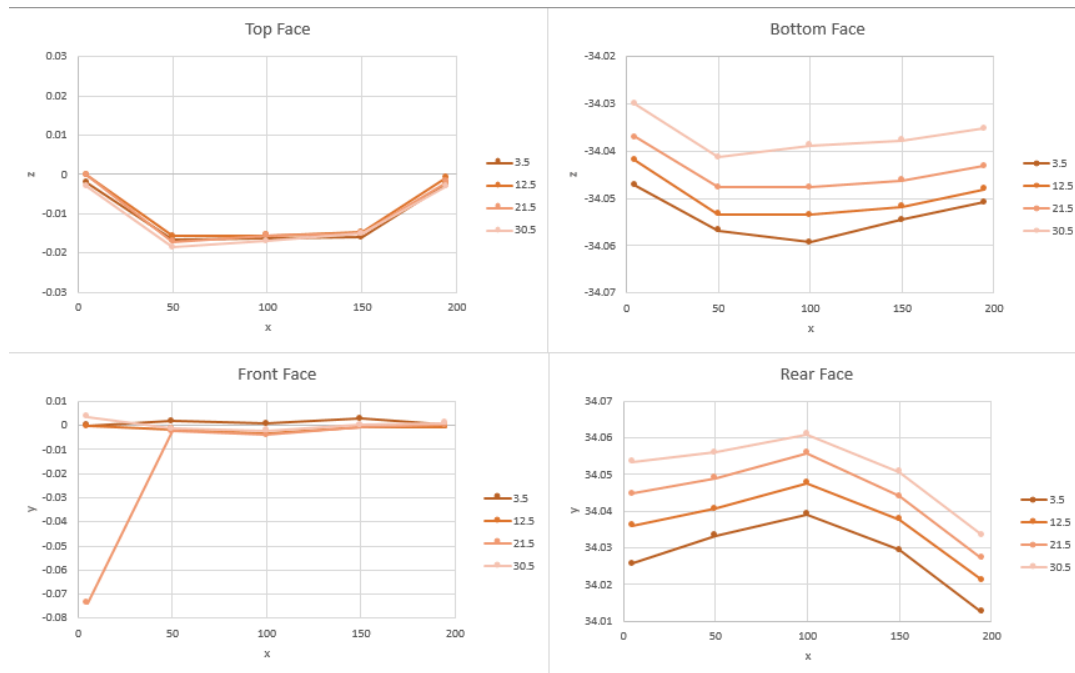 Top Face
0.03
0.02
0.01
0
-0.01
-0.02
-0.03
z
0 50 100 150 200
x
3.5
12.5
21.5
30.5
Bottom Face
-34.02
-34.03
-34.04
-34.05
-34.06
-34.07
z
0 50 100 150 200
x
3.5
12.5
21.5
30.5
Front Face
0.01
0
-0.01
-0.02
-0.03
-0.04
-0.05
-0.06
-0.07
-0.08
y
0 50 100 150 200
x
3.5
12.5
21.5
30.5
Rear Face
34.07
34.06
34.05
34.04
34.03
34.02
34.01
y
0 50 100 150 200
x
3.5
12.5
21.5
30.5